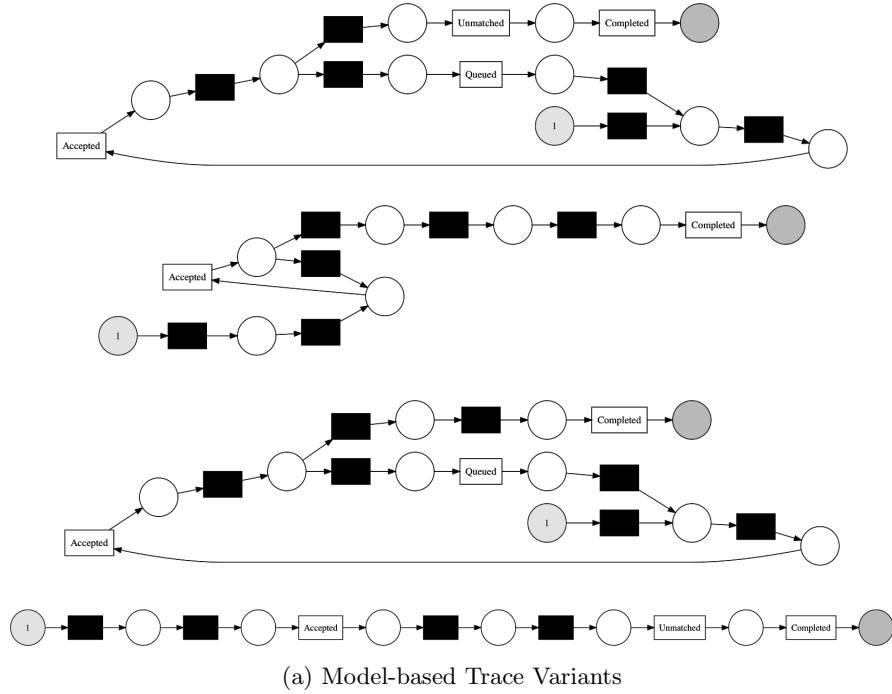 Unmatched Completed
Queued
1
Accepted
Completed
Accepted
1
Completed
Queued
1
Accepted
1 Accepted Unmatched Completed
(a) Model-based Trace Variants